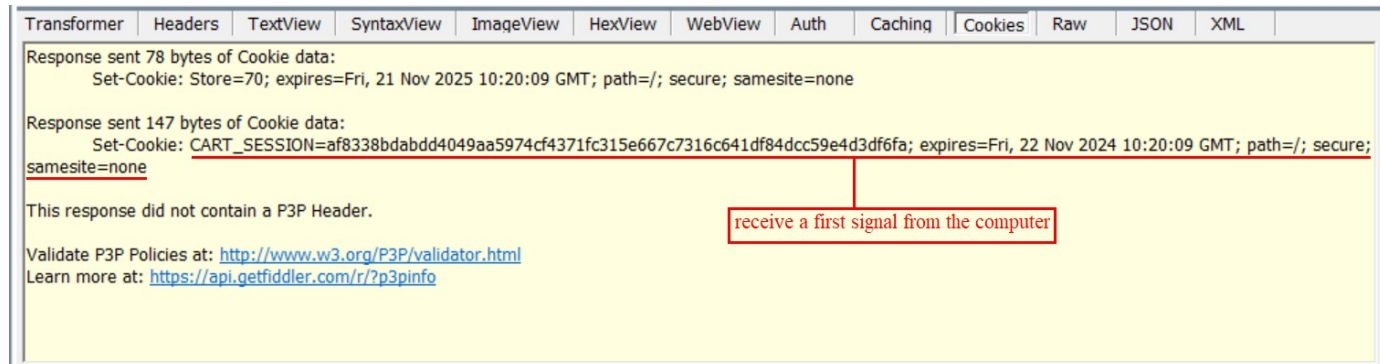 Transformer Headers TextView SyntaxView ImageView HexView WebView Auth Caching Cookies Raw JSON XML
Response sent 78 bytes of Cookie data:
Set-Cookie: Store=70; expires=Fri, 21 Nov 2025 10:20:09 GMT; path=/; secure; samesite=none
Response sent 147 bytes of Cookie data:
Set-Cookie: CART_SESSION=af8338bdabdd4049aa5974cf4371fc315e667c7316c641df84dcc59e4d3df6fa; expires=Fri, 22 Nov 2024 10:20:09 GMT; path=/; secure;
samesite=none
This response did not contain a P3P Header.
receive a first signal from the computer
Validate P3P Policies at: http://www.w3.org/P3P/validator.html
Learn more at: https://api.getfiddler.com/r/?p3pinfo